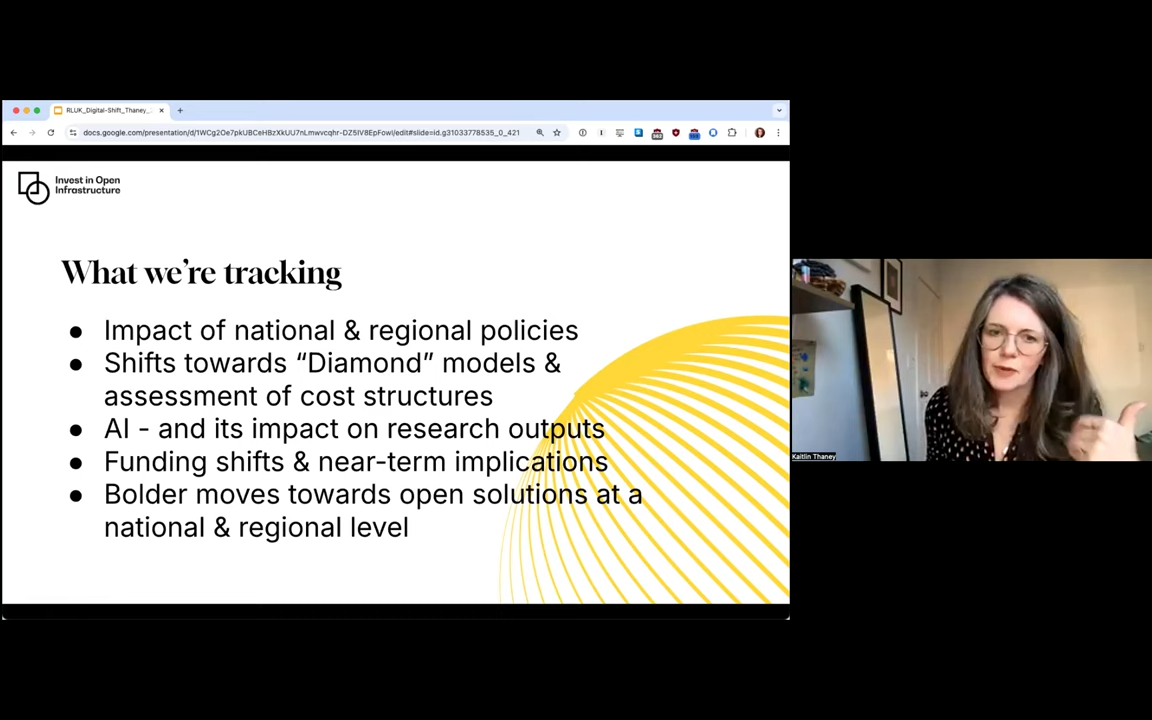 RLUK_Digital-Shift_Thaney_
docs.google.com/presentation/d/1WCg2Oe7pkUBCeHBzXkUU7nLmwvcqhr-DZ5IV8EpFowI/edit#slide=id.g31033778535_0_421
Invest in Open
Infrastructure
What we’re tracking
● Impact of national & regional policies
● Shifts towards “Diamond” models &
assessment of cost structures
● AI - and its impact on research outputs
● Funding shifts & near-term implications
● Bolder moves towards open solutions at a
national & regional level
Kaitlin Thaney